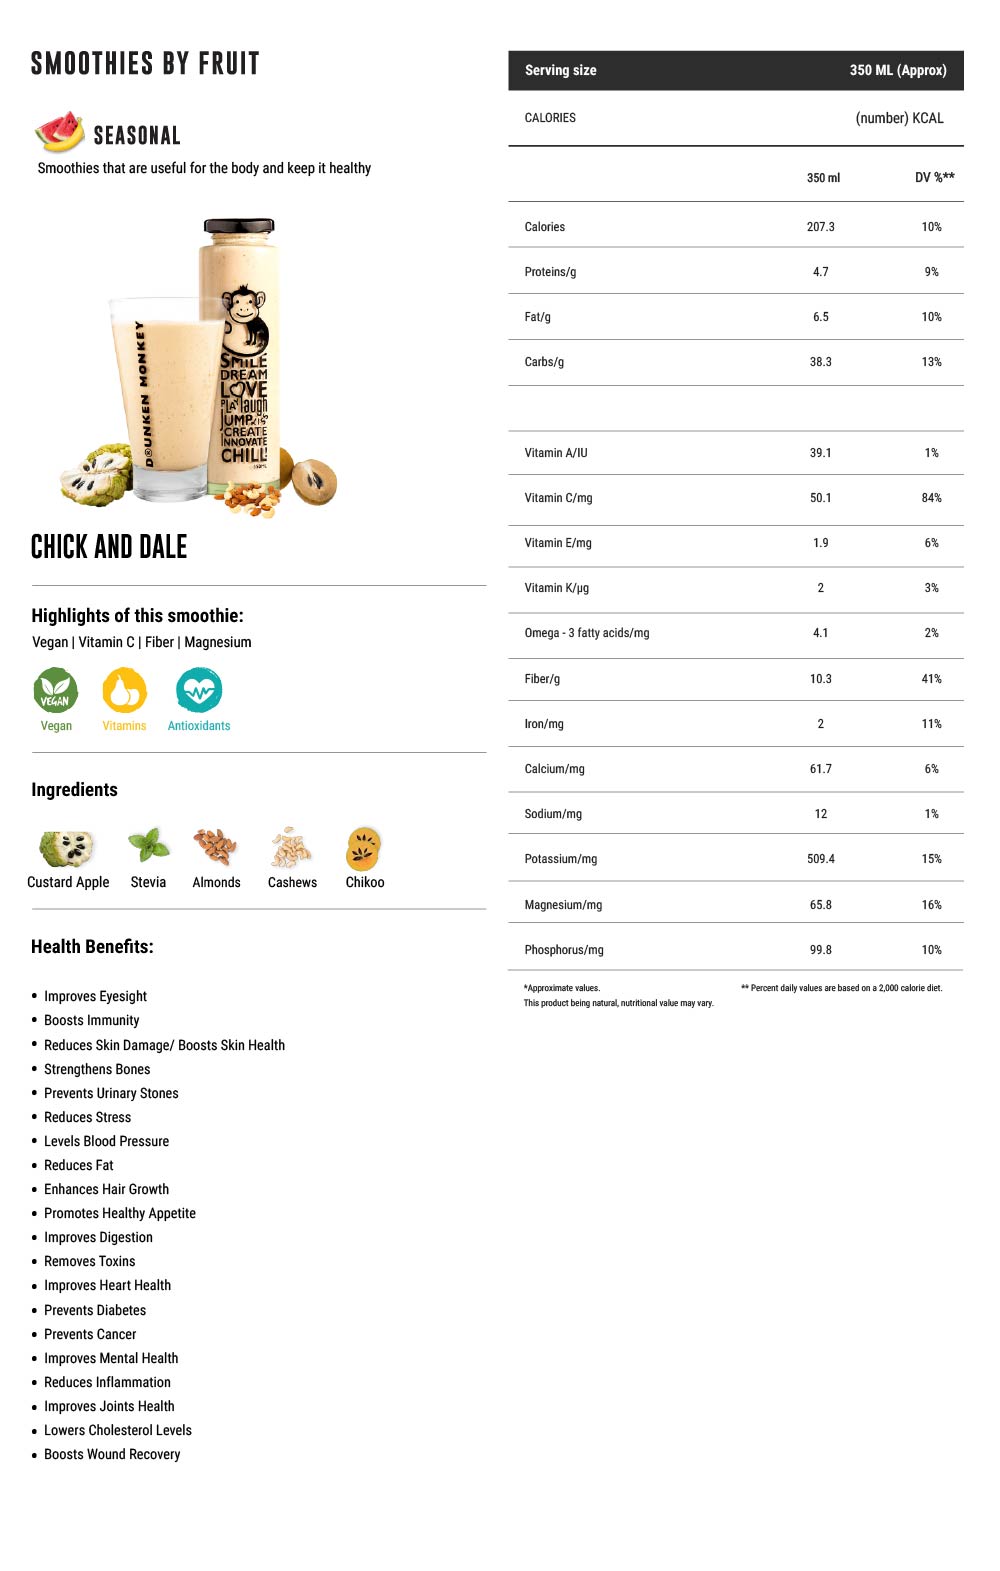 SMOOTHIES BY FRUIT
SEASONAL
Smoothies that are useful for the body and keep it healthy
DRUNKEN MONKEY
SMILE
DREAM
LOVE
PLAY laugh
JUMP kiss
CREATE
INNOVATE
CHILL!
CHICK AND DALE
Highlights of this smoothie:
Vegan | Vitamin C | Fiber | Magnesium
VEGAN
Vegan Vitamins Antioxidants
Ingredients
Custard Apple Stevia Almonds Cashews Chikoo
Health Benefits:
• Improves Eyesight
• Boosts Immunity
• Reduces Skin Damage/ Boosts Skin Health
• Strengthens Bones
• Prevents Urinary Stones
• Reduces Stress
• Levels Blood Pressure
• Reduces Fat
• Enhances Hair Growth
• Promotes Healthy Appetite
• Improves Digestion
• Removes Toxins
• Improves Heart Health
• Prevents Diabetes
• Prevents Cancer
• Improves Mental Health
• Reduces Inflammation
• Improves Joints Health
• Lowers Cholesterol Levels
• Boosts Wound Recovery
Serving size 350 ML (Approx)
CALORIES (number) KCAL
350 ml DV %**
Calories 207.3 10%
Proteins/g 4.7 9%
Fat/g 6.5 10%
Carbs/g 38.3 13%
Vitamin A/IU 39.1 1%
Vitamin C/mg 50.1 84%
Vitamin E/mg 1.9 6%
Vitamin K/µg 2 3%
Omega - 3 fatty acids/mg 4.1 2%
Fiber/g 10.3 41%
Iron/mg 2 11%
Calcium/mg 61.7 6%
Sodium/mg 12 1%
Potassium/mg 509.4 15%
Magnesium/mg 65.8 16%
Phosphorus/mg 99.8 10%
*Approximate values. ** Percent daily values are based on a 2,000 calorie diet.
This product being natural, nutritional value may vary.